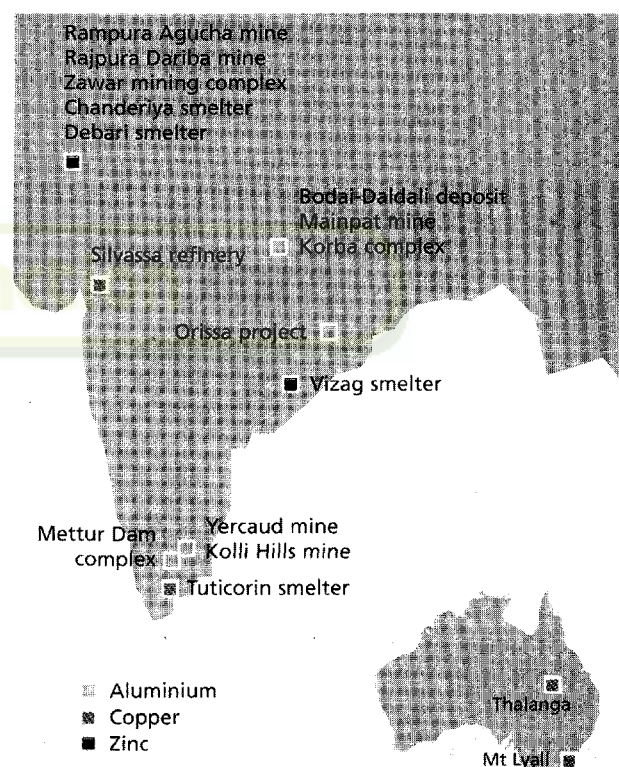 Rampura Agucha mine
Rajpura Dariba mine
Zawar mining complex
Chanderiya smelter
Debari smelter
Bodai-Daldali deposit
Mainpat mine
Korba complex
Silvassa refinery
Orissa project
Vizag smelter
Mettur Dam
complex
Yercaud mine
Kolli Hills mine
Tuticorin smelter
Aluminium
Copper
Zinc
Thalanga
Mt Lyall